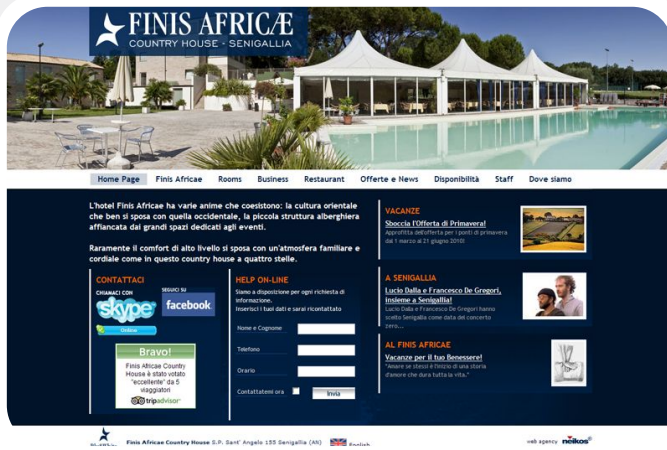 FINIS AFRICÆ
COUNTRY HOUSE - SENIGALLIA
Home Page Finis Africae Rooms Business Restaurant Offerte e News Disponibilità Staff Dove siamo
L'hotel Finis Africae ha varie anime che coesistono: la cultura orientale
che ben si sposa con quella occidentale, la piccola struttura alberghiera
affiancata dai grandi spazi dedicati agli eventi.
Raramente il comfort di alto livello si sposa con un'atmosfera familiare e
cordiale come in questo country house a quattro stelle.
CONTATTACI
CHIAMACI CON
skype
Online
SEGUICI SU
facebook
Bravo!
Finis Africae Country
House è stato votato
"eccellente" da 5
viaggiatori
tripadvisor
HELP ON-LINE
Siamo a disposizione per ogni richiesta di
informazione.
Inserisci i tuoi dati e sarai ricontattato
Nome e Cognome
Telefono
Orario
Contattatemi ora
Invia
VACANZE
Sboccia l'Offerta di Primavera!
Approfitta dell'offerta per i ponti di primavera
dal 1 marzo al 21 giugno 2010!
A SENIGALLIA
Lucio Dalla e Francesco De Gregori,
insieme a Senigallia!
Lucio Dalla e Francesco De Gregori hanno
scelto Senigallia come data del concerto
zero...
AL FINIS AFRICAE
Vacanze per il tuo Benessere!
"Amare se stessi è l'inizio di una storia
d'amore che dura tutta la vita."
Finis Africae Country House S.P. Sant' Angelo 155 Senigallia (AN) English
web agency neikos